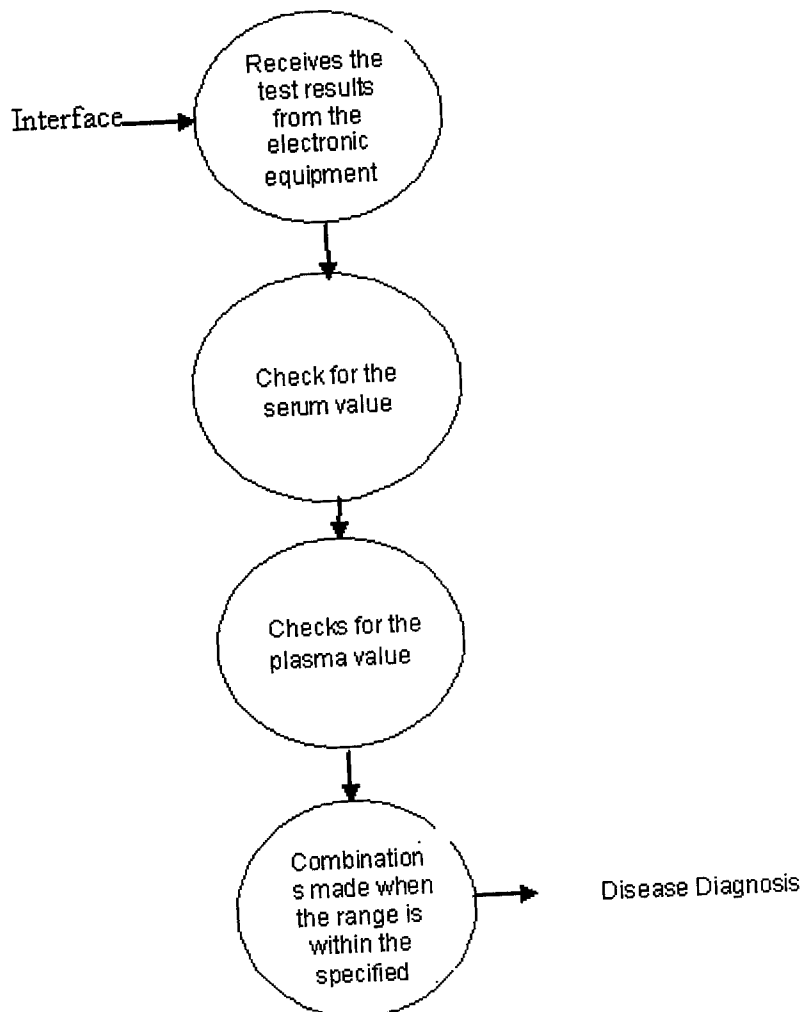 Receives the
test results
from the
electronic
equipment
Interface
Check for the
serum value
Checks for the
plasma value
Combination
s made when
the range is
within the
specified
Disease Diagnosis